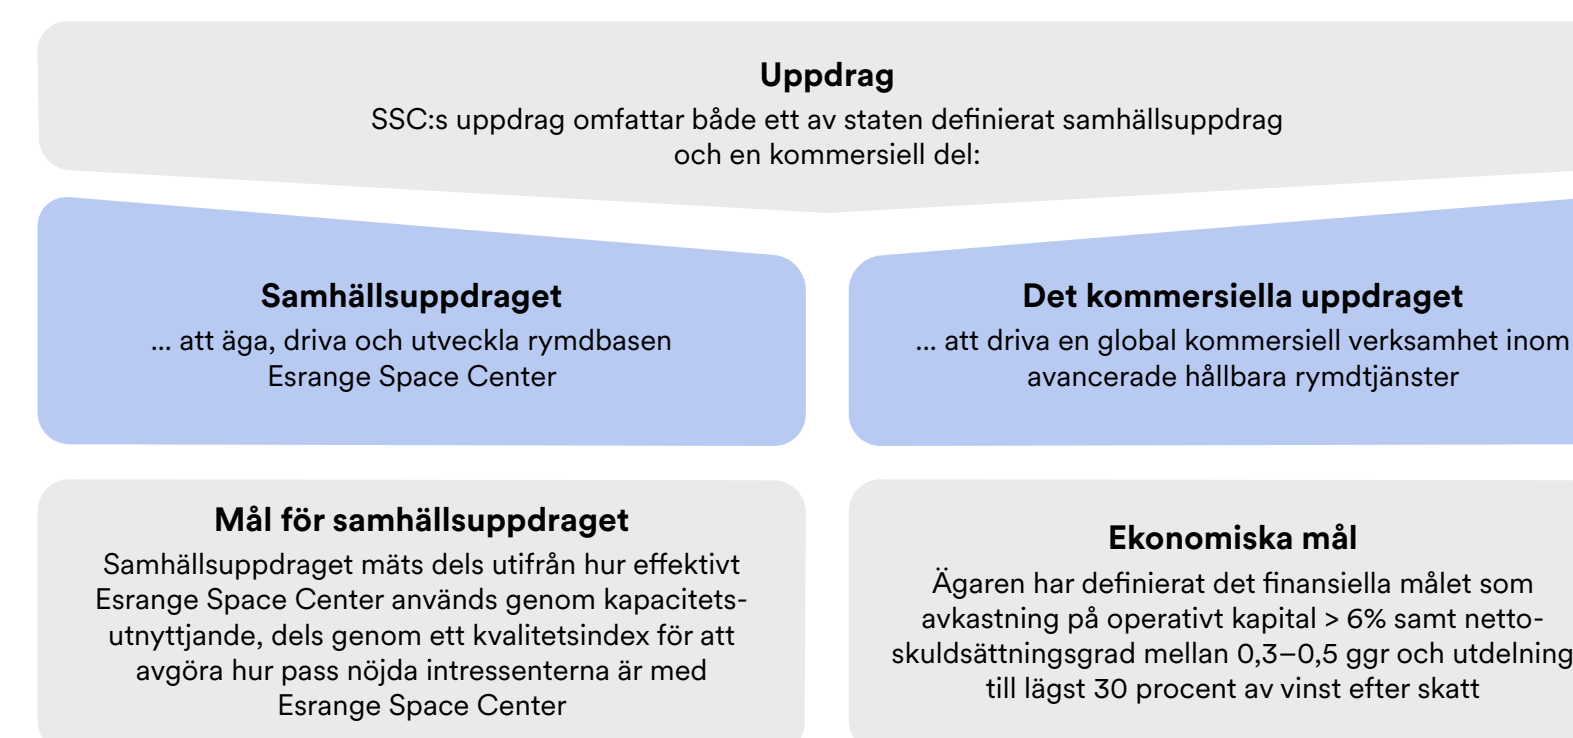 Uppdrag
SSC:s uppdrag omfattar både ett av staten definierat samhällsuppdrag
och en kommersiell del:
Samhällsuppdraget
... att äga, driva och utveckla rymdbasen
Esrange Space Center
Det kommersiella uppdraget
... att driva en global kommersiell verksamhet inom
avancerade hållbara rymdtjänster
Mål för samhällsuppdraget
Samhällsuppdraget mäts dels utifrån hur effektivt
Esrange Space Center används genom kapacitets-
utnyttjande, dels genom ett kvalitetsindex för att
avgöra hur pass nöjda intressenterna är med
Esrange Space Center
Ekonomiska mål
Ägaren har definierat det finansiella målet som
avkastning på operativt kapital > 6% samt netto-
skuldsättningsgrad mellan 0,3–0,5 ggr och utdelning
till lägst 30 procent av vinst efter skatt